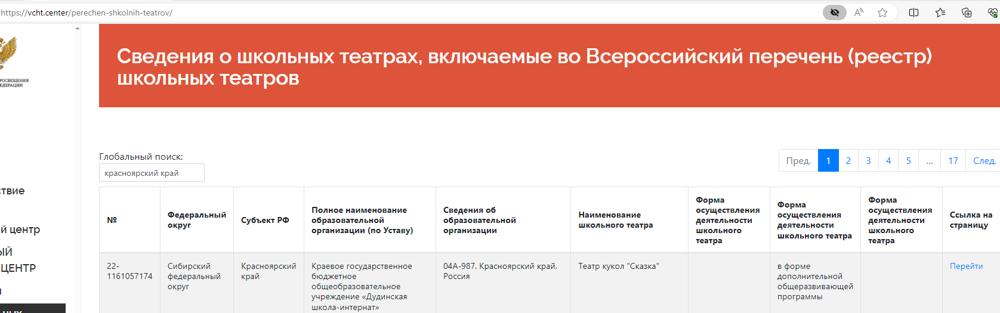 https://vcht.center/perechen-shkolnih-teatrov/
Сведения о школьных театрах, включаемые во Всероссийский перечень (реестр)
школьных театров
РОСВЕЩЕНИЯ
ЕДЕРАЦИИ
ствие
й центр
ЫЙ
ЦЕНТР
и
Глобальный поиск:
красноярский край
Пред. 1 2 3 4 5 ... 17 След.
№
Федеральный
округ
Субъект РФ
Полное наименование
образовательной
организации (по Уставу)
Сведения об
образовательной
организации
Наименование
школьного театра
Форма
осуществления
деятельности
школьного
театра
Форма
осуществления
деятельности
школьного театра
Форма
осуществления
деятельности
школьного
театра
Ссылка на
страницу
22-
1161057174
Сибирский
федеральный
округ
Красноярский
край
Краевое государственное
бюджетное
общеобразовательное
учреждение «Дудинская
школа-интернат»
04А-987, Красноярский край,
Россия
Театр кукол "Сказка"
в форме
дополнительной
общеразвивающей
программы
Перейти